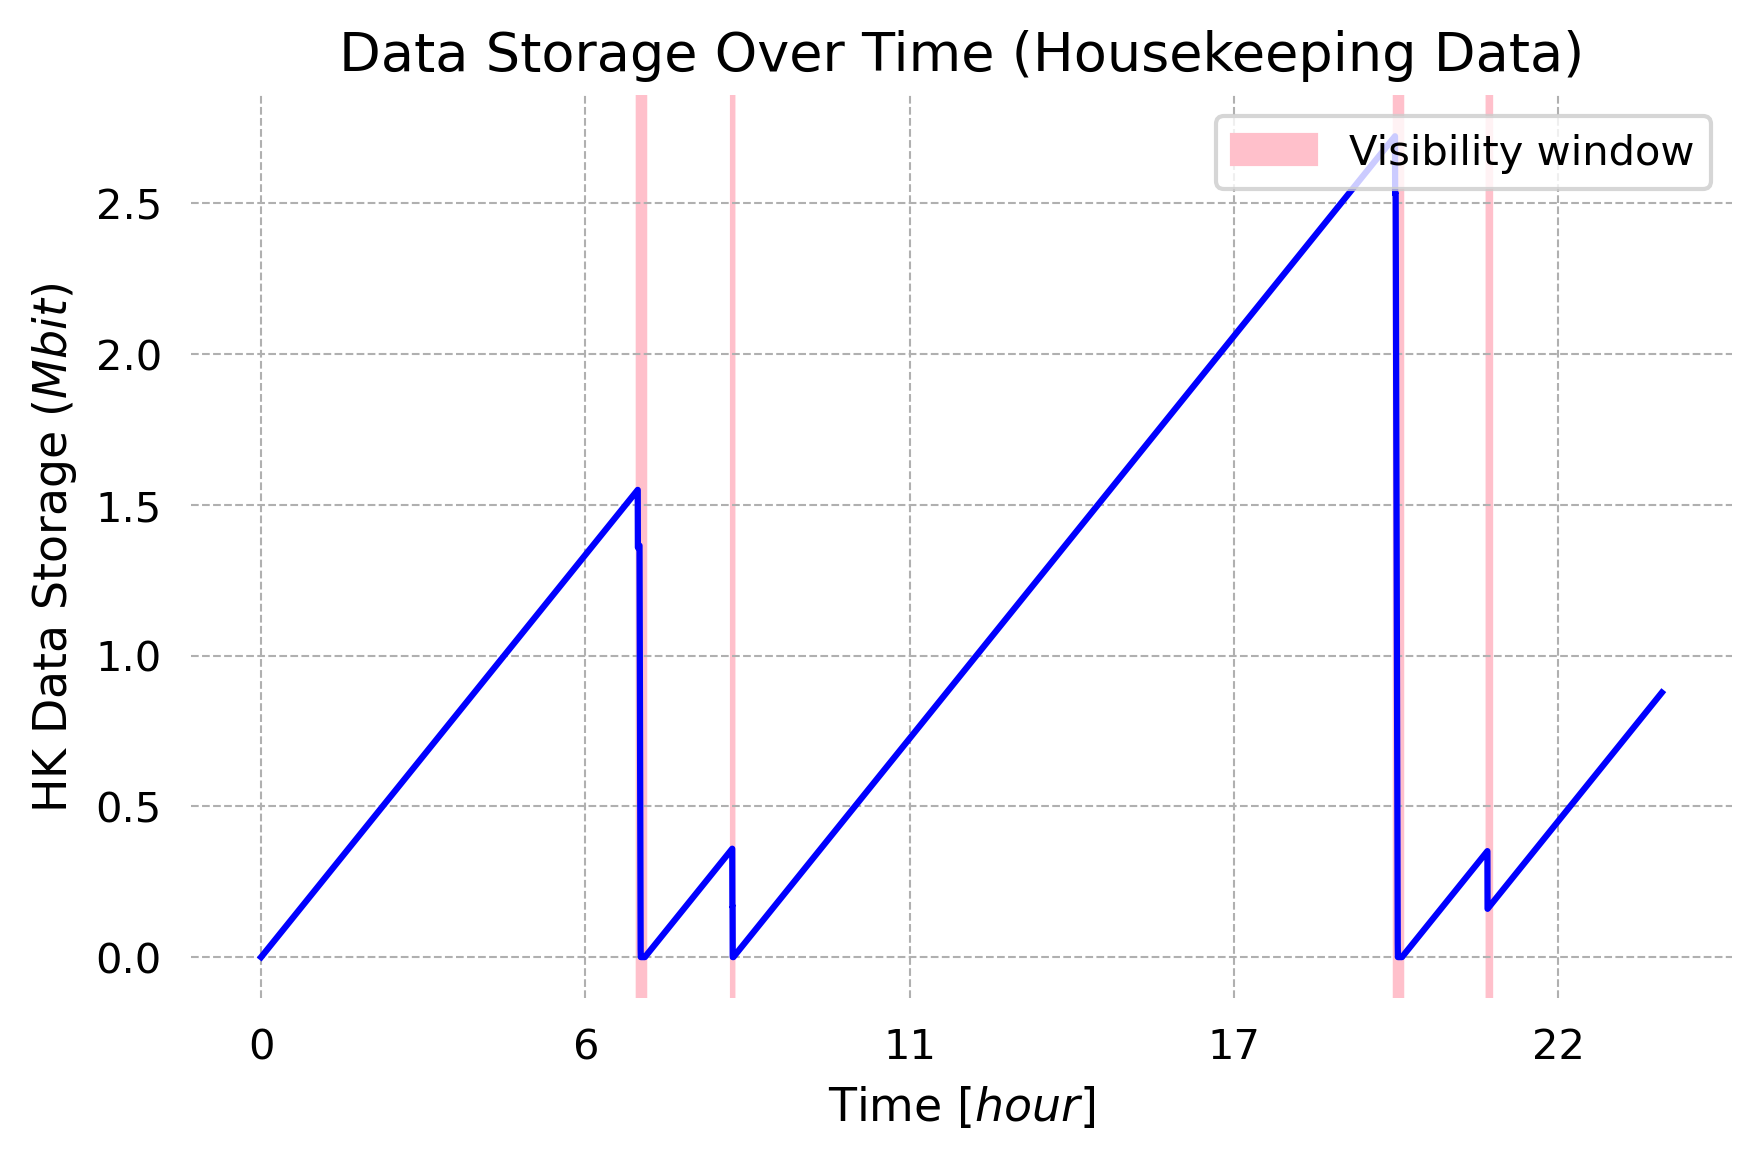 Data Storage Over Time (Housekeeping Data)
Visibility window
HK Data Storage (Mbit)
2.5
2.0
1.5
1.0
0.5
0.0
0 6 11 17 22
Time [hour]